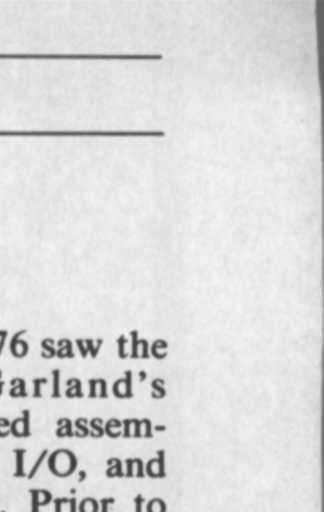 76 saw the
Garland's
ed assem-
I/O, and
. Prior to